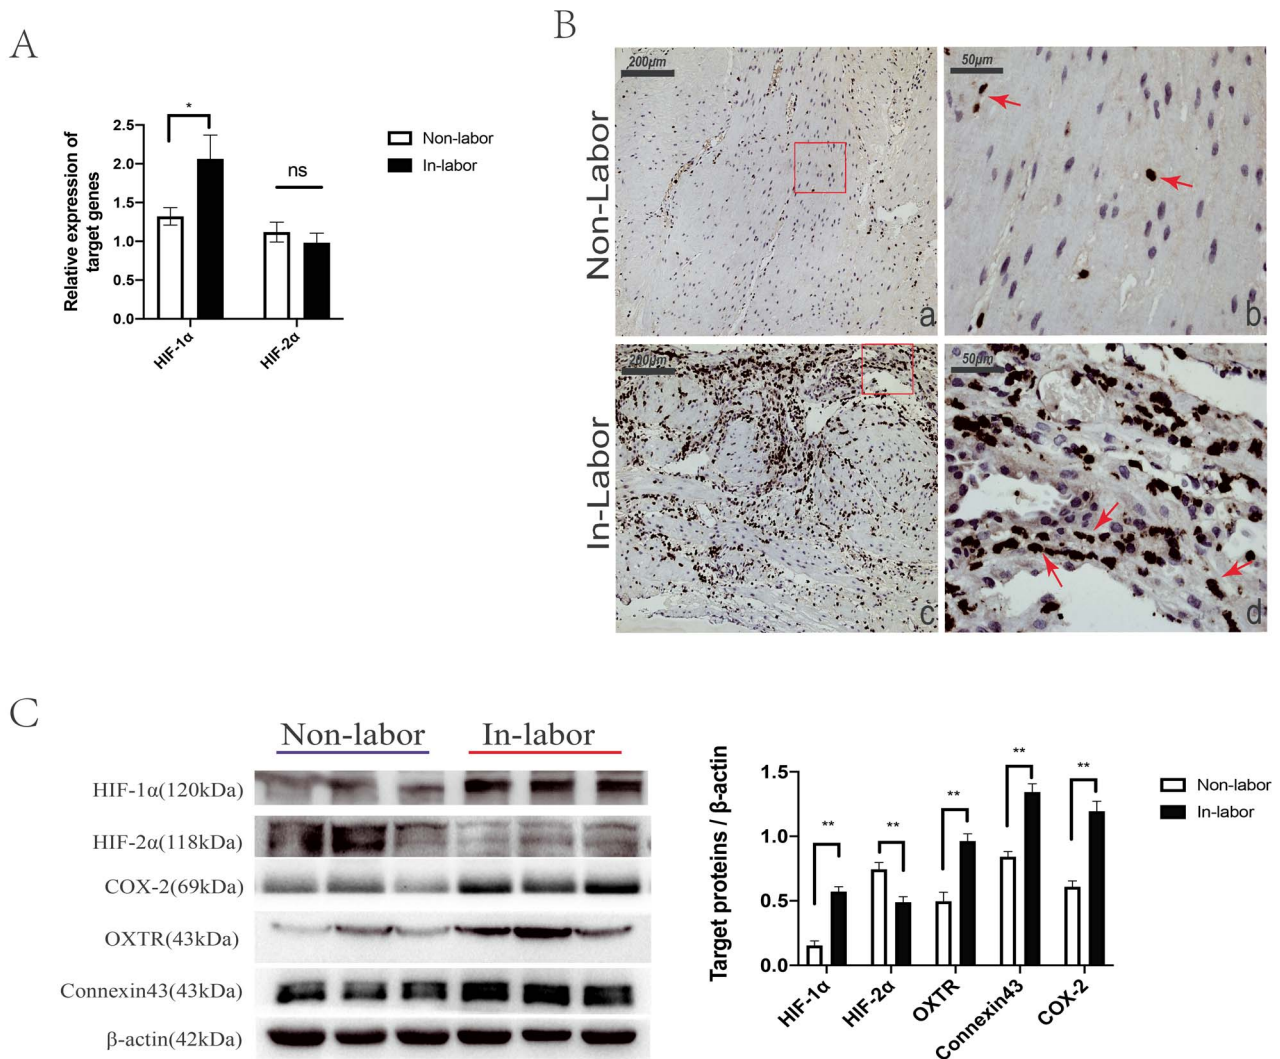 A
Relative expression of
target genes
2.5
2.0
1.5
1.0
0.5
0.0
*
ns
HIF-1α
HIF-2α
Non-labor
In-labor
B
Non-Labor
In-Labor
200μm
a
50μm
b
200μm
c
50μm
d
C
Non-labor
In-labor
HIF-1α(120kDa)
HIF-2α(118kDa)
COX-2(69kDa)
OXTR(43kDa)
Connexin43(43kDa)
β-actin(42kDa)
Target proteins / β-actin
1.5
1.0
0.5
0.0
**
**
**
**
**
HIF-1α
HIF-2α
OXTR
Connexin43
COX-2
Non-labor
In-labor